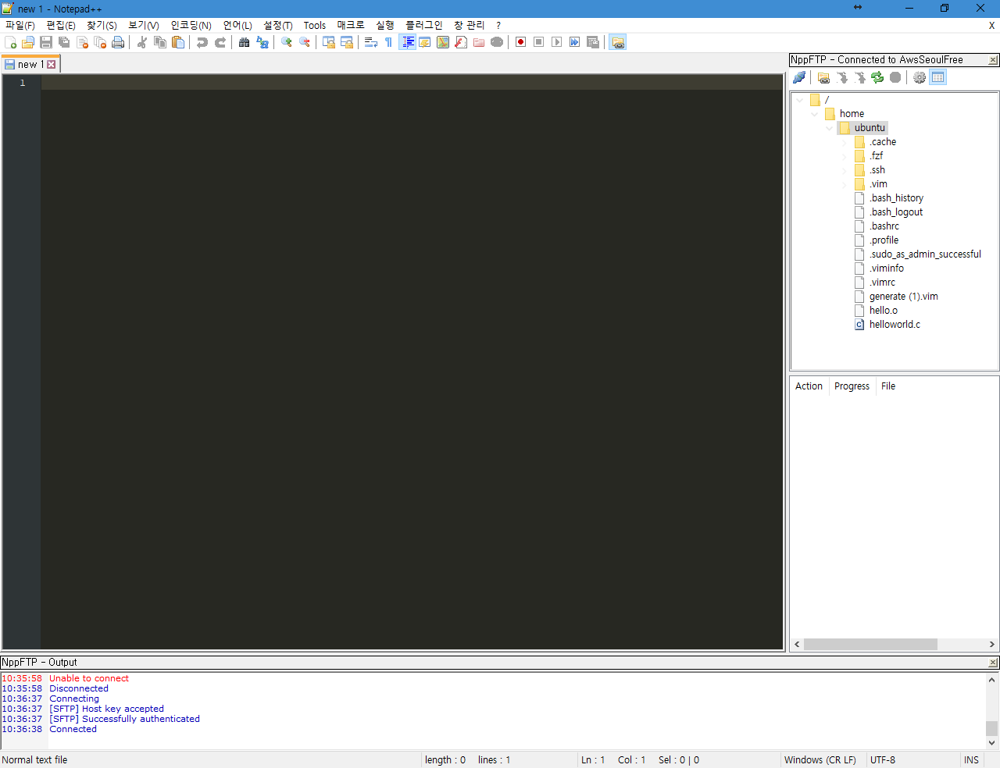 new 1 - Notepad++
파일(F) 편집(E) 찾기(S) 보기(V) 인코딩(N) 언어(L) 설정(T) Tools 매크로 실행 플러그인 창 관리 ? X
new 1
NppFTP - Connected to AwsSeoulFree
1
/
home
ubuntu
.cache
.fzf
.ssh
.vim
.bash_history
.bash_logout
.bashrc
.profile
.sudo_as_admin_successful
.viminfo
.vimrc
generate (1).vim
hello.o
helloworld.c
Action Progress File
NppFTP - Output
10:35:58 Unable to connect
10:35:58 Disconnected
10:36:37 Connecting
10:36:37 [SFTP] Host key accepted
10:36:37 [SFTP] Successfully authenticated
10:36:38 Connected
Normal text file length : 0 lines : 1 Ln : 1 Col : 1 Sel : 0 | 0 Windows (CR LF) UTF-8 INS